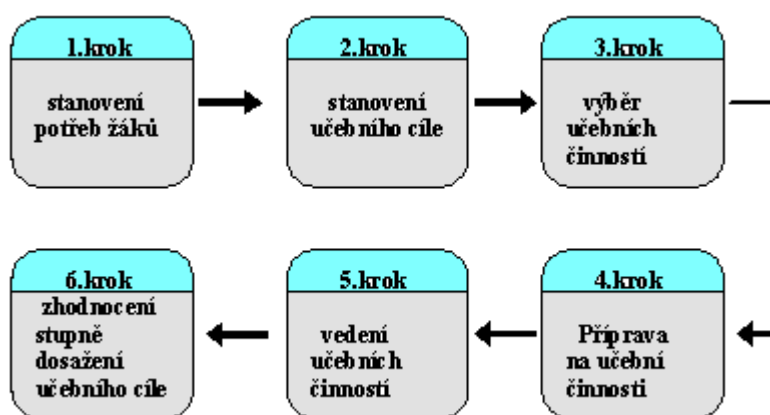 1.krok
stanovení
potřeb žáků
2.krok
stanovení
učebního cíle
3.krok
výběr
učebních
činností
4.krok
Příprava
na učební
činnosti
5.krok
vedení
učebních
činností
6.krok
zhodnocení
stupně
dosažení
učebního cíle